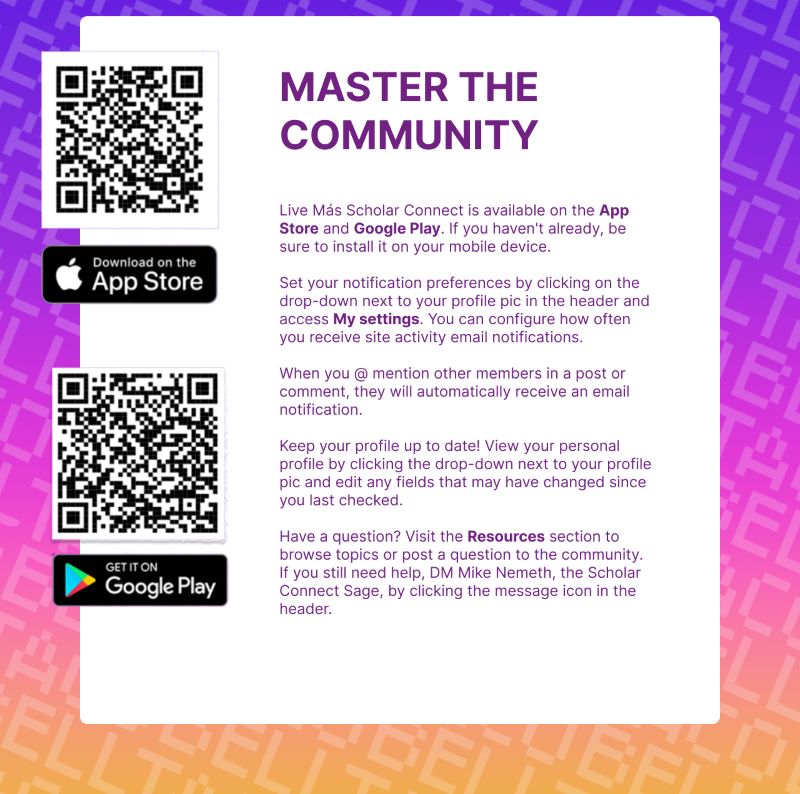 MASTER THE
COMMUNITY
Live Más Scholar Connect is available on the App
Store and Google Play. If you haven't already, be
sure to install it on your mobile device.
Set your notification preferences by clicking on the
drop-down next to your profile pic in the header and
access My settings. You can configure how often
you receive site activity email notifications.
When you @ mention other members in a post or
comment, they will automatically receive an email
notification.
Keep your profile up to date! View your personal
profile by clicking the drop-down next to your profile
pic and edit any fields that may have changed since
you last checked.
Have a question? Visit the Resources section to
browse topics or post a question to the community.
If you still need help, DM Mike Nemeth, the Scholar
Connect Sage, by clicking the message icon in the
header.
Download on the
App Store
GET IT ON
Google Play